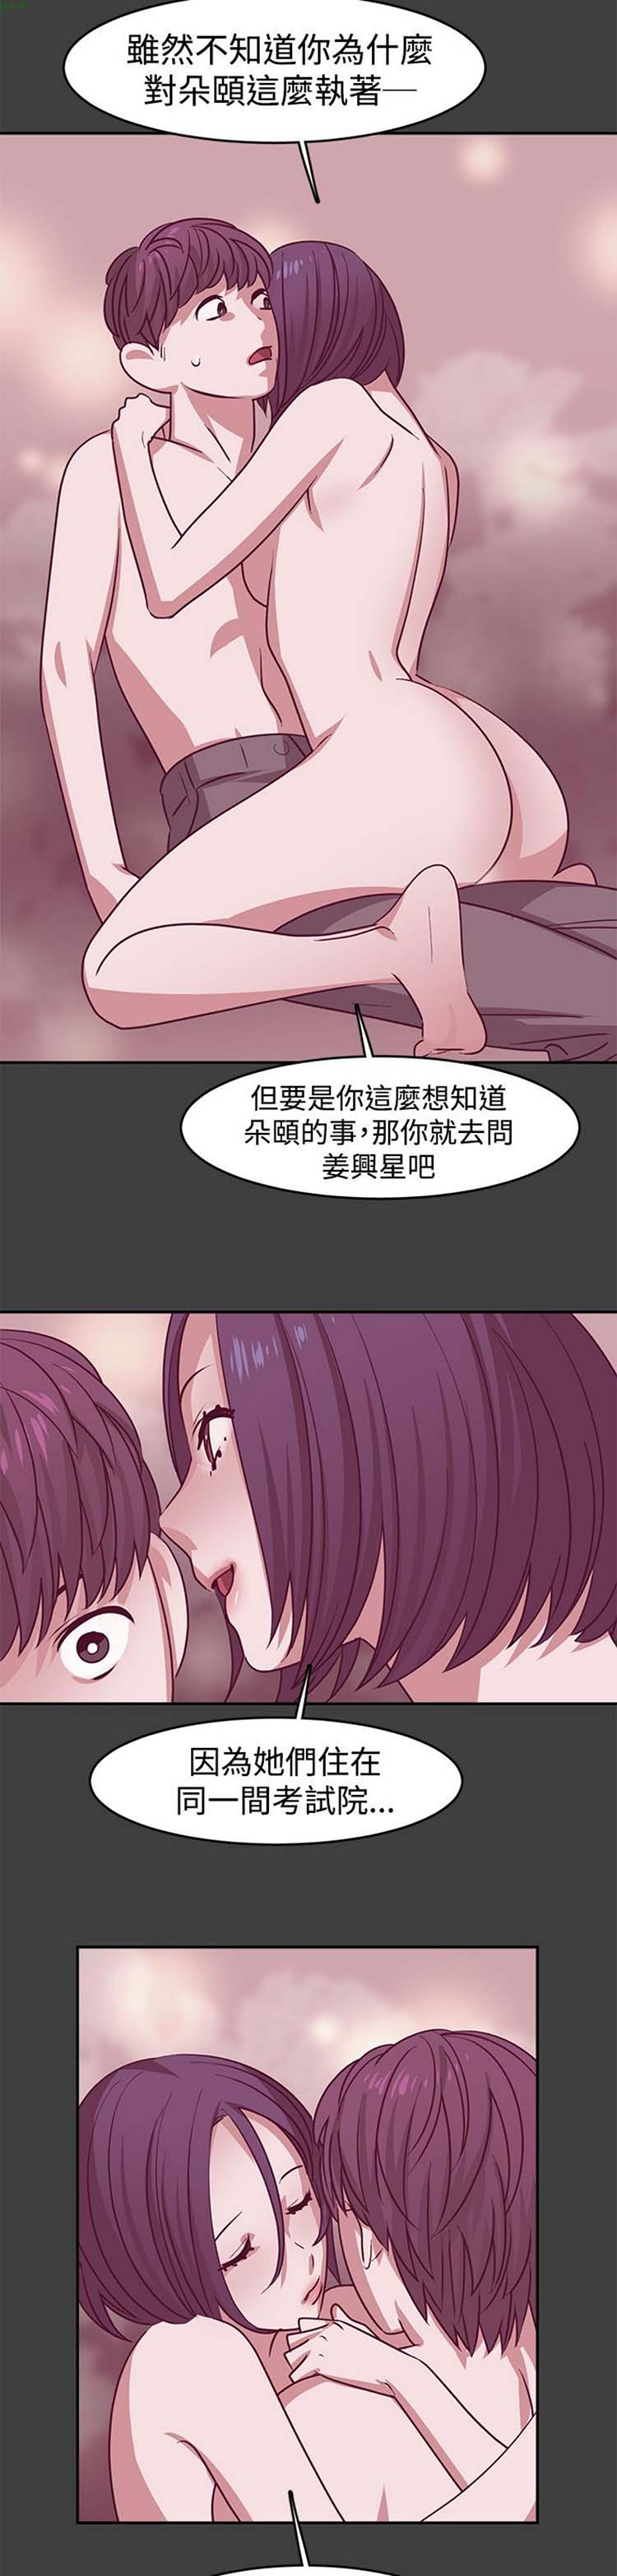 雖然不知道你為什麼
對朵頤這麼執著—
但要是你這麼想知道
朵頤的事，那你就去問
姜興星吧
因為她們住在
同一間考試院...